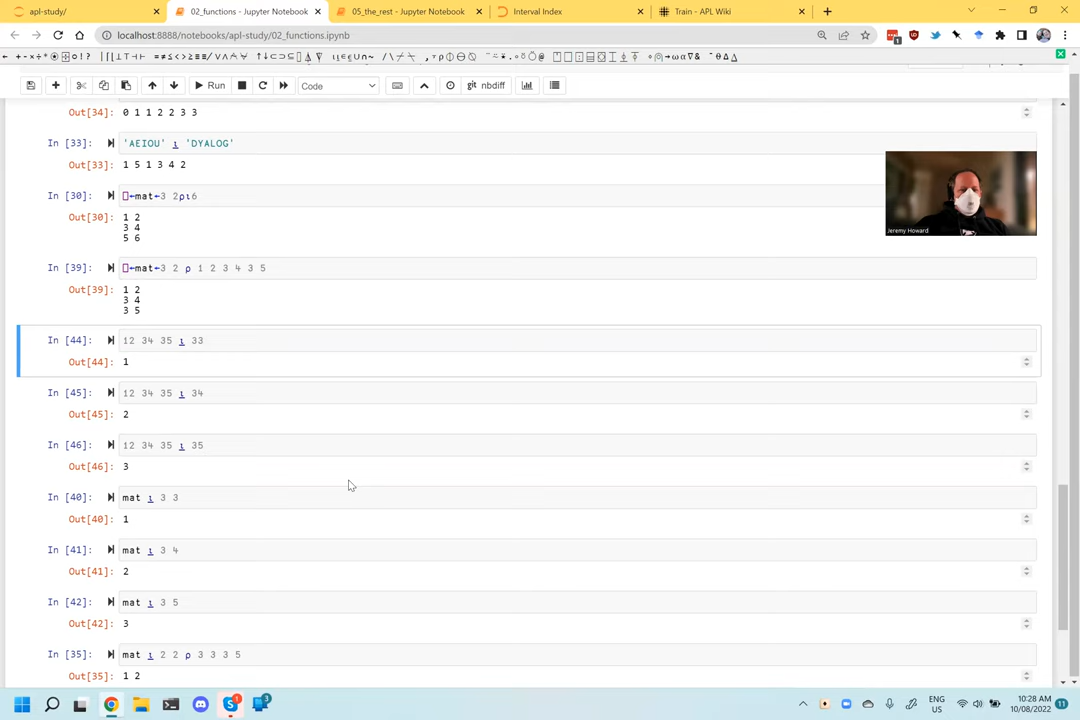 apl-study/
02_functions - Jupyter Notebook
05_the_rest - Jupyter Notebook
Interval Index
Train - APL Wiki
localhost:8888/notebooks/apl-study/02_functions.ipynb
Run
Code
nbdiff
Out[34]: 0 1 1 2 2 3 3
In [33]: 'AEIOU' ⍸ 'DYALOG'
Out[33]: 1 5 1 3 4 2
In [30]: ⎕←mat←3 2⍴⍳6
Out[30]: 1 2
3 4
5 6
In [39]: ⎕←mat←3 2 ⍴ 1 2 3 4 3 5
Out[39]: 1 2
3 4
3 5
In [44]: 12 34 35 ⍸ 33
Out[44]: 1
In [45]: 12 34 35 ⍸ 34
Out[45]: 2
In [46]: 12 34 35 ⍸ 35
Out[46]: 3
In [40]: mat ⍸ 3 3
Out[40]: 1
In [41]: mat ⍸ 3 4
Out[41]: 2
In [42]: mat ⍸ 3 5
Out[42]: 3
In [35]: mat ⍸ 2 2 ⍴ 3 3 3 5
Out[35]: 1 2
Jeremy Howard
ENG
US
10:28 AM
10/08/2022